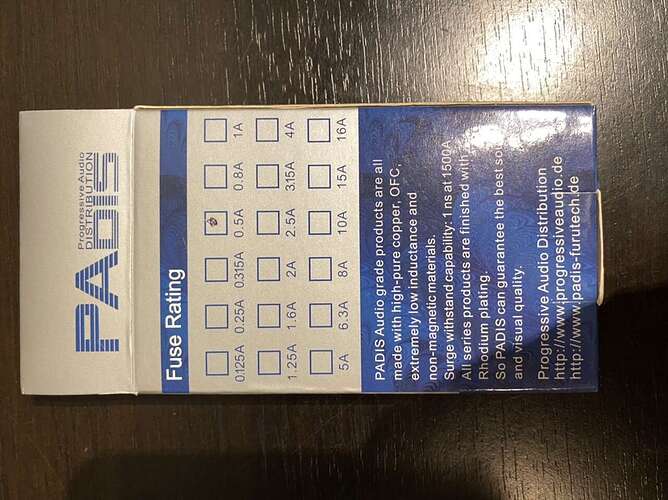 PAdis
Progressive Audio
DISTRIBUTION
Fuse Rating
0.125A 0.25A 0.315A 0.5A 0.8A 1A
1.25A 1.6A 2A 2.5A 3.15A 4A
5A 6.3A 8A 10A 15A 16A
PADIS Audio grade products are all
made with high-pure copper, OFC,
extremely low inductance and
non-magnetic materials.
Surge withstand capability: 1 ns at 1500A
All series products are finished with
Rhodium plating.
So PADIS can guarantee the best
and visual quality.
Progressive Audio Distribution
http://www.progressiveaudio.de
http://www.padis-furutech.de